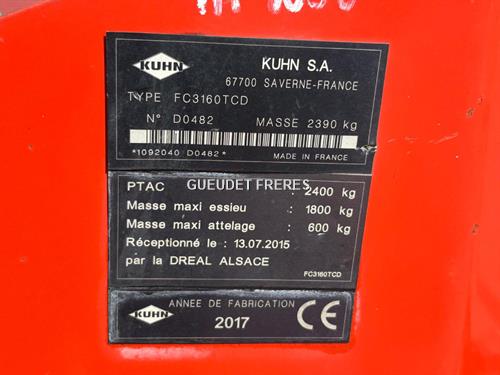 KUHN
KUHN S.A.
67700 SAVERNE-FRANCE
TYPE FC3160TCD
N° D0482 MASSE 2390 kg
*1092040 D0482* MADE IN FRANCE
GUEUDET FRERES
PTAC : 2400 kg
Masse maxi essieu : 1800 kg
Masse maxi attelage : 600 kg
Réceptionné le : 13.07.2015
par la DREAL ALSACE
FC3160TCD
KUHN
ANNEE DE FABRICATION
2017
CE